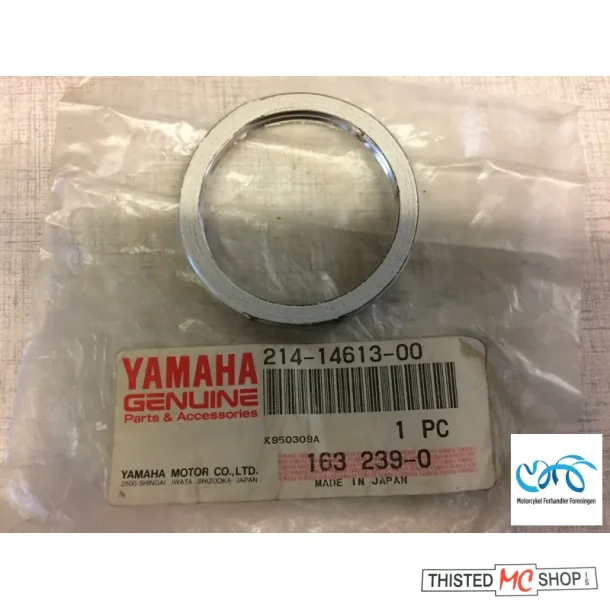 YAMAHA
GENUINE
Parts & Accessories
214-14613-00
K950309A
1 PC
163 239-0
YAMAHA MOTOR CO.,LTD.
2500 SHINGAI IWATA SHIZUOKA JAPAN
MADE IN JAPAN
Motorcykel Forhandler Foreningen
THISTED MC SHOP I/S